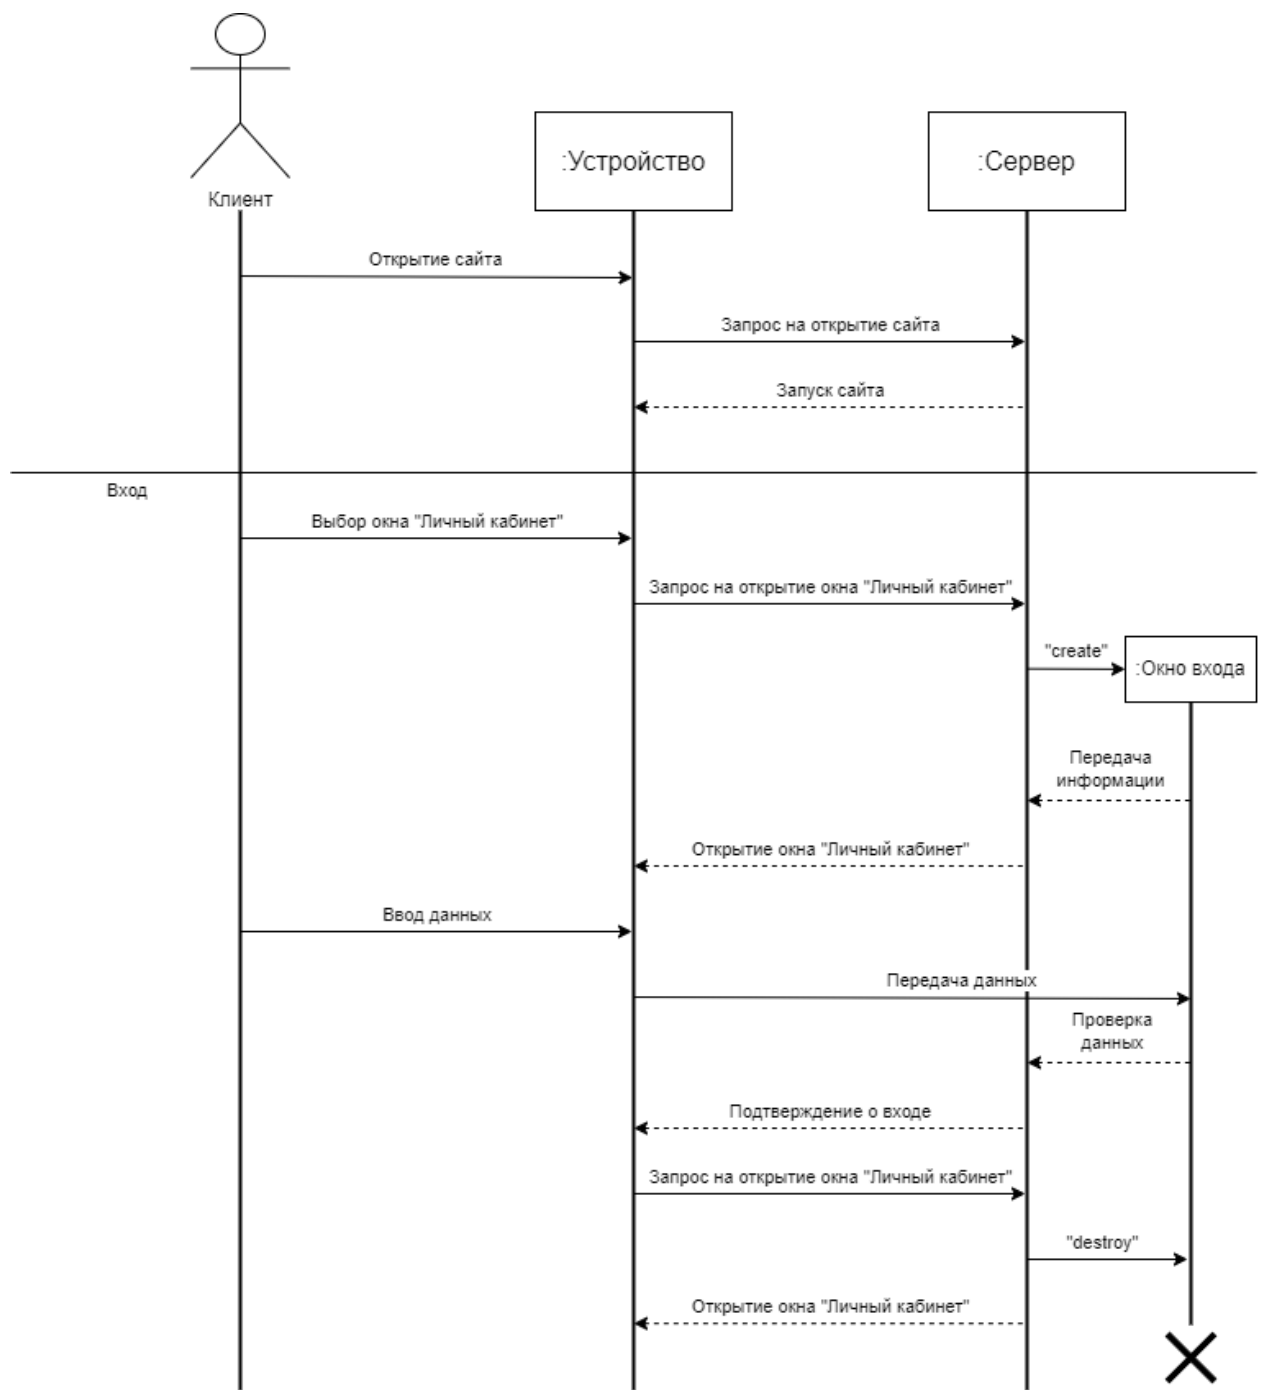 Клиент
:Устройство
:Сервер
Открытие сайта
Запрос на открытие сайта
Запуск сайта
Вход
Выбор окна "Личный кабинет"
Запрос на открытие окна "Личный кабинет"
"create"
:Окно входа
Передача
информации
Открытие окна "Личный кабинет"
Ввод данных
Передача данных
Проверка
данных
Подтверждение о входе
Запрос на открытие окна "Личный кабинет"
"destroy"
Открытие окна "Личный кабинет"